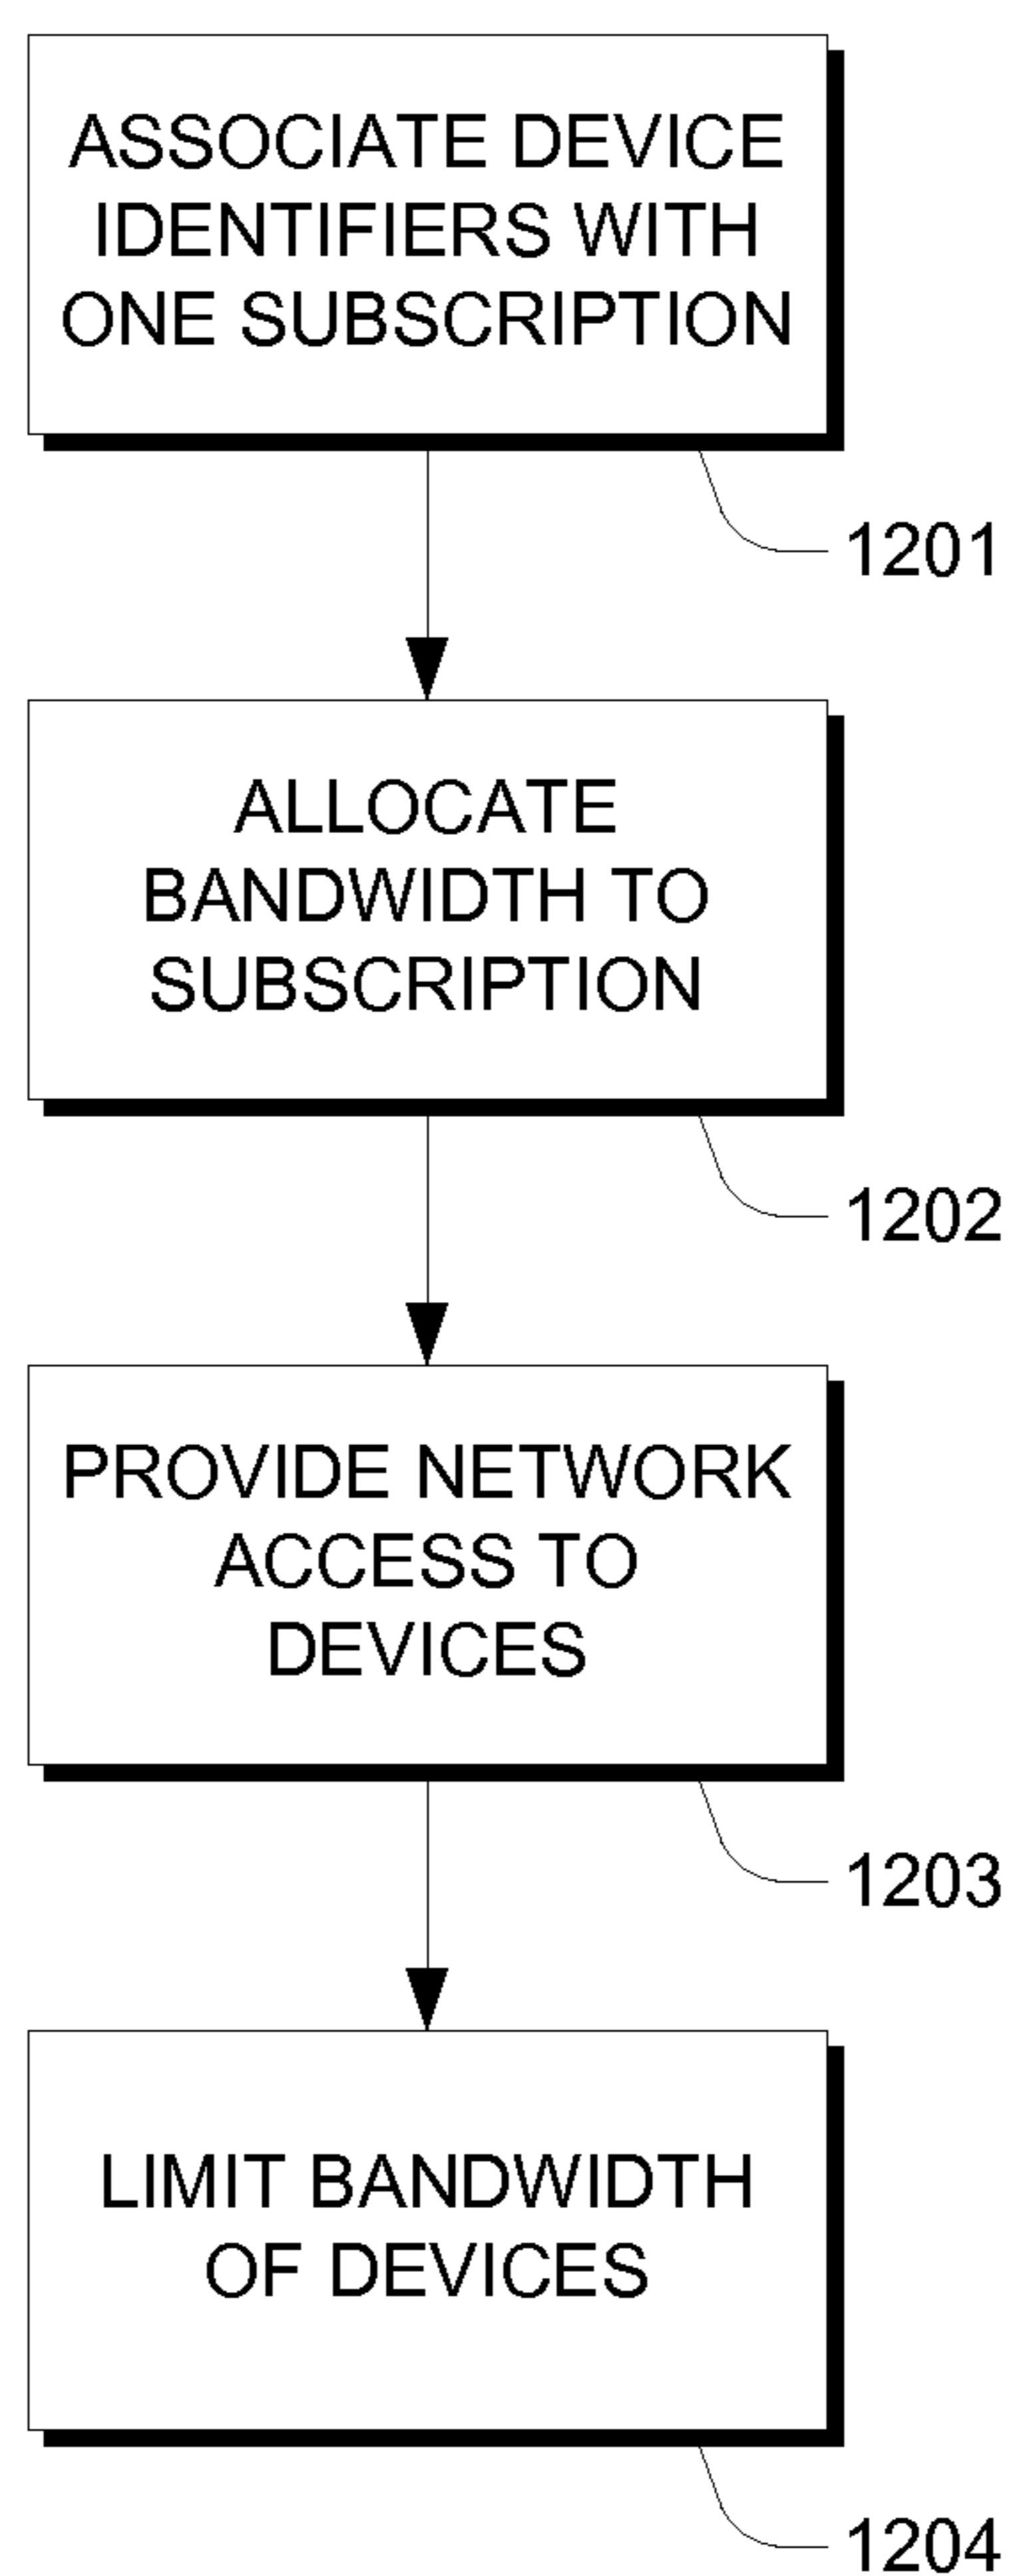 ASSOCIATE DEVICE
IDENTIFIERS WITH
ONE SUBSCRIPTION
1201
ALLOCATE
BANDWIDTH TO
SUBSCRIPTION
1202
PROVIDE NETWORK
ACCESS TO
DEVICES
1203
LIMIT BANDWIDTH
OF DEVICES
1204